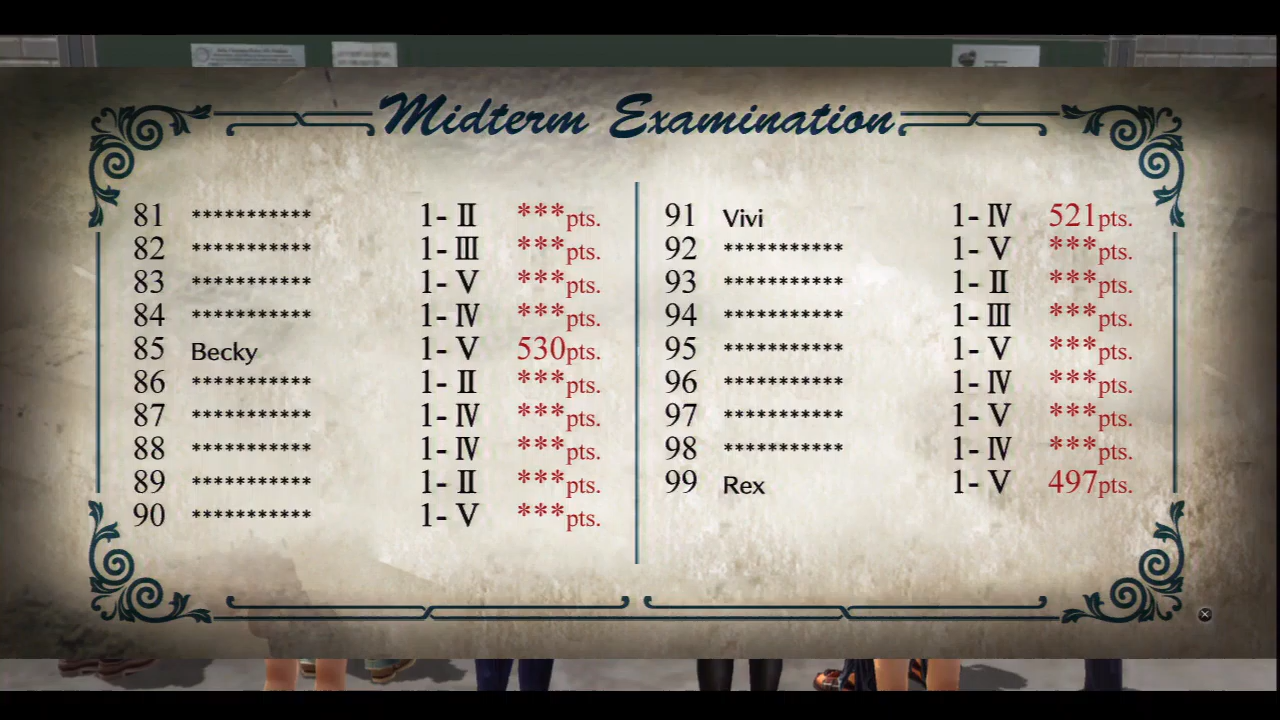 Midterm Examination
81 *********** 1-Ⅱ ***pts.
82 *********** 1-Ⅲ ***pts.
83 *********** 1-Ⅴ ***pts.
84 *********** 1-Ⅳ ***pts.
85 Becky 1-Ⅴ 530pts.
86 *********** 1-Ⅱ ***pts.
87 *********** 1-Ⅳ ***pts.
88 *********** 1-Ⅳ ***pts.
89 *********** 1-Ⅱ ***pts.
90 *********** 1-Ⅴ ***pts.
91 Vivi 1-Ⅳ 521pts.
92 *********** 1-Ⅴ ***pts.
93 *********** 1-Ⅱ ***pts.
94 *********** 1-Ⅲ ***pts.
95 *********** 1-Ⅴ ***pts.
96 *********** 1-Ⅳ ***pts.
97 *********** 1-Ⅴ ***pts.
98 *********** 1-Ⅳ ***pts.
99 Rex 1-Ⅴ 497pts.